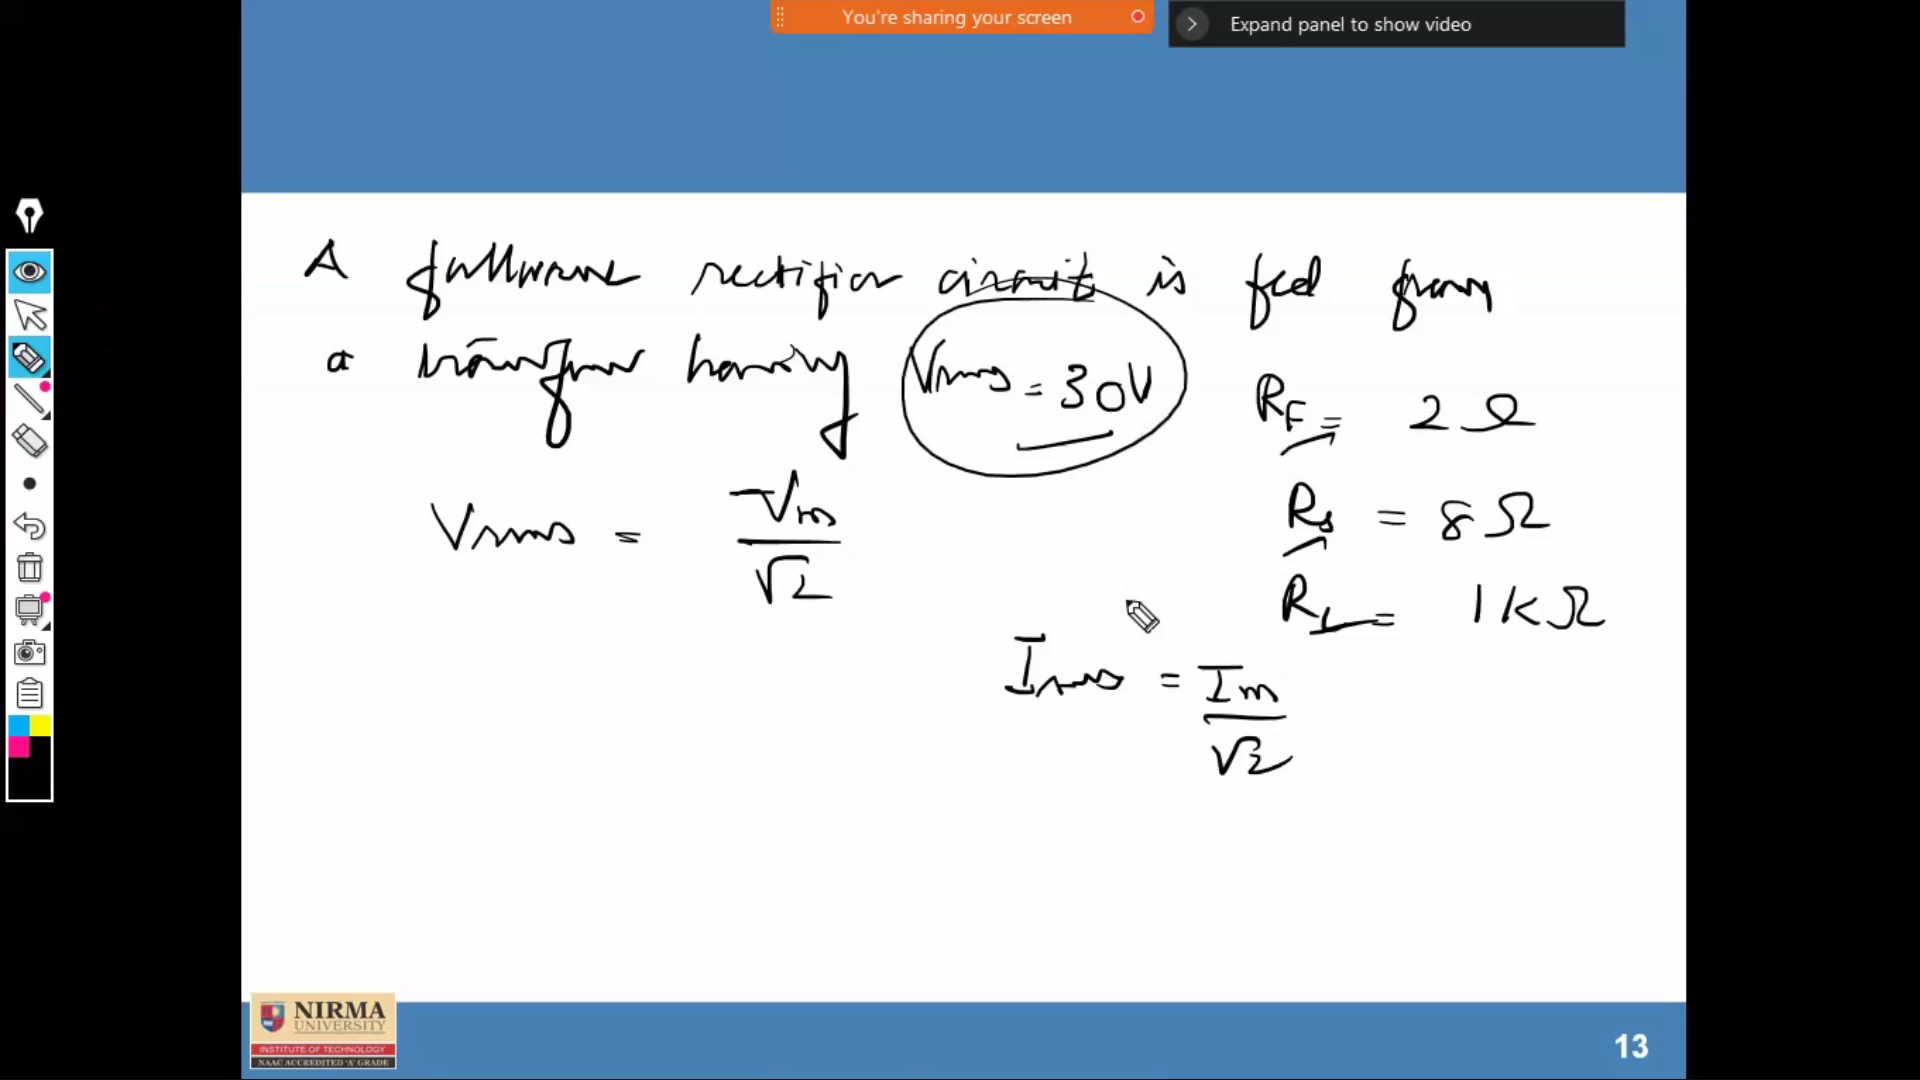 You're sharing your screen
Expand panel to show video
A fullwave rectifier circuit is fed from
a transformer having Vrms = 30V
RF = 2 Ω
Vrms = Vm / √2
Rs = 8 Ω
RL = 1 k Ω
Irms = Im / √2
NIRMA
UNIVERSITY
INSTITUTE OF TECHNOLOGY
NAAC ACCREDITED 'A' GRADE
13